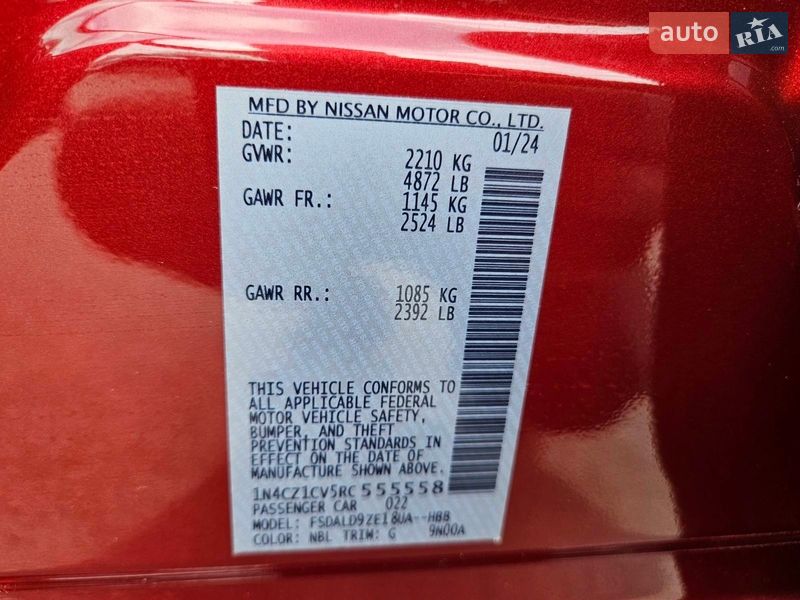 auto RIA .com
MFD BY NISSAN MOTOR CO., LTD.
DATE: 01/24
GVWR: 2210 KG
4872 LB
GAWR FR.: 1145 KG
2524 LB
GAWR RR.: 1085 KG
2392 LB
THIS VEHICLE CONFORMS TO
ALL APPLICABLE FEDERAL
MOTOR VEHICLE SAFETY,
BUMPER, AND THEFT
PREVENTION STANDARDS IN
EFFECT ON THE DATE OF
MANUFACTURE SHOWN ABOVE.
1N4CZ1CV5RC555558
PASSENGER CAR 022
MODEL: FSDALD9ZE18UA--HBB
COLOR: NBL TRIM: G 9N00A